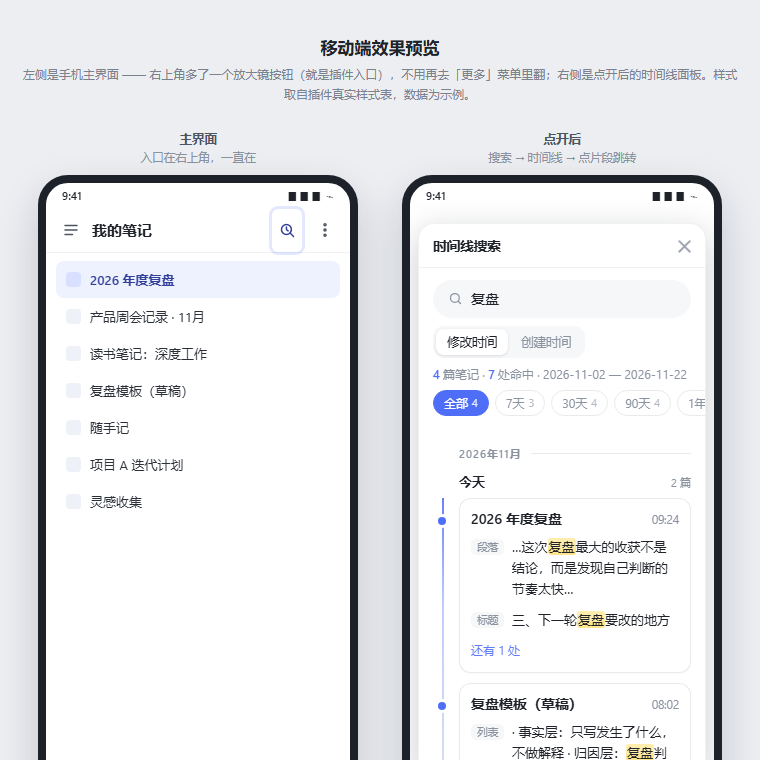 移动端效果预览
左侧是手机主界面 —— 右上角多了一个放大镜按钮（就是插件入口），不用再去「更多」菜单里翻；右侧是点开后的时间线面板。样式
取自插件真实样式表，数据为示例。
主界面
入口在右上角，一直在
9:41
我的笔记
2026 年度复盘
产品周会记录 · 11月
读书笔记：深度工作
复盘模板（草稿）
随手记
项目 A 迭代计划
灵感收集
点开后
搜索 → 时间线 → 点片段跳转
9:41
时间线搜索
复盘
修改时间 创建时间
4 篇笔记 · 7 处命中 · 2026-11-02 — 2026-11-22
全部 4 7天 3 30天 4 90天 4 1年
2026年11月
今天 2 篇
2026 年度复盘 09:24
段落 ...这次复盘最大的收获不是
结论，而是发现自己判断的
节奏太快...
标题 三、下一轮复盘要改的地方
还有 1 处
复盘模板（草稿） 08:02
列表 · 事实层：只写发生了什么，
不做解释 · 归因层：复盘判